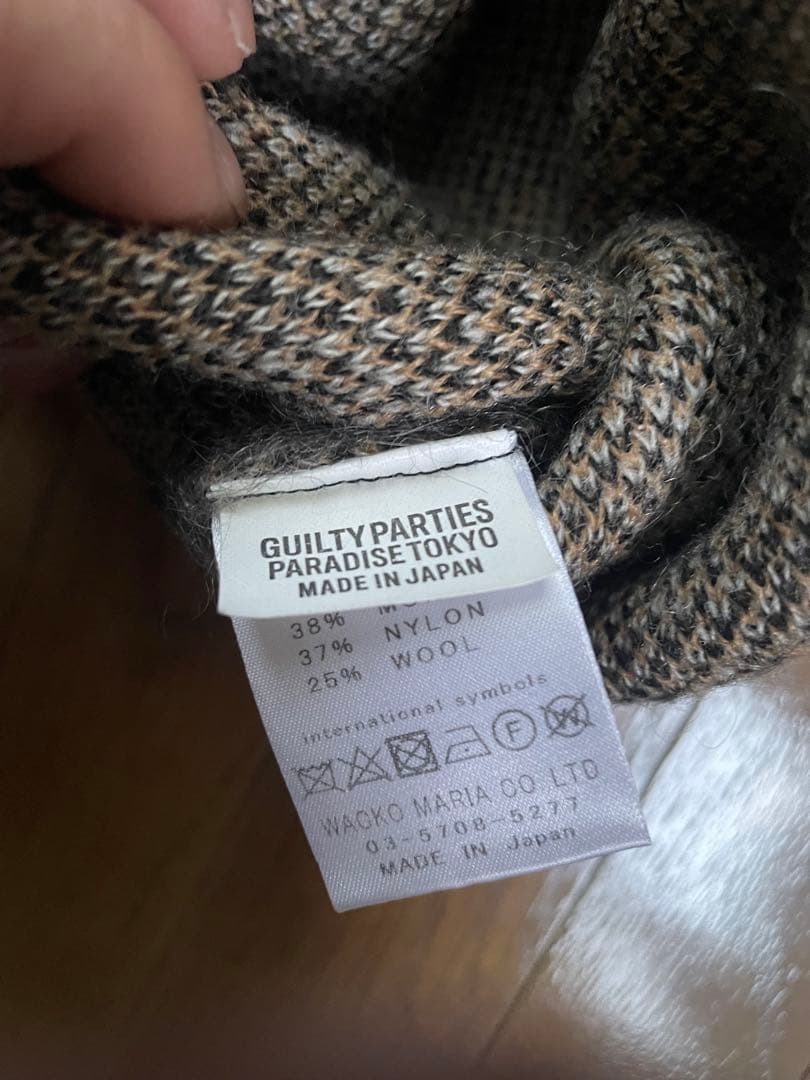 GUILTY PARTIES
PARADISE TOKYO
MADE IN JAPAN
38%
37% NYLON
25% WOOL
international symbols
F W
WACKO MARIA CO LTD
03-5708-5277
MADE IN Japan